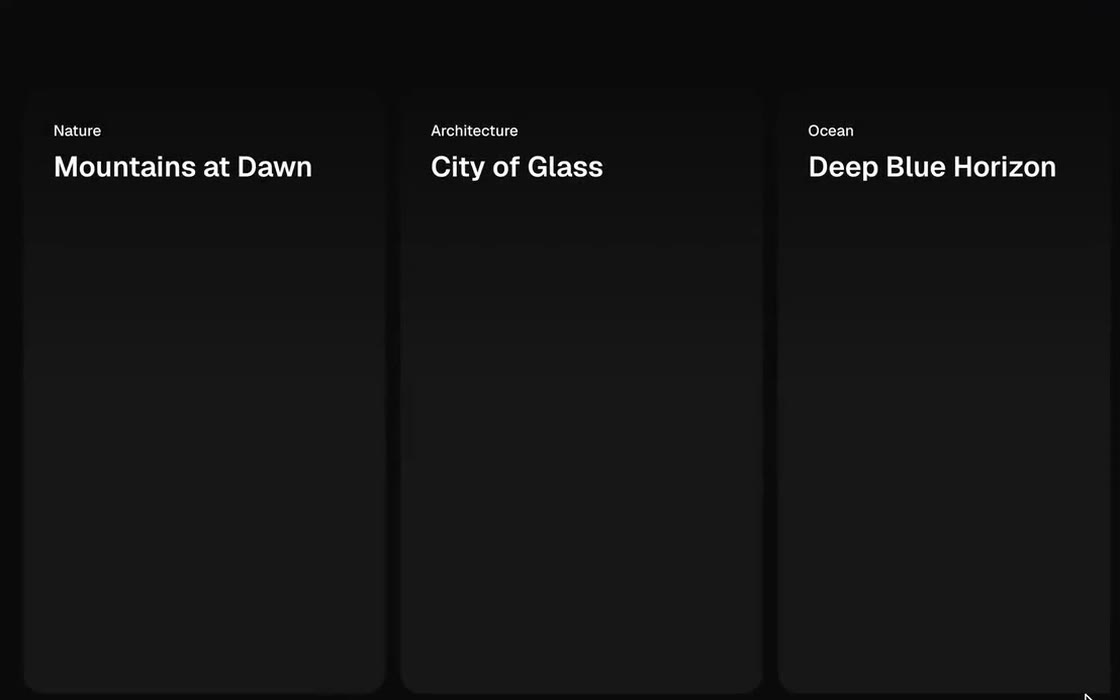 Nature
Mountains at Dawn
Architecture
City of Glass
Ocean
Deep Blue Horizon